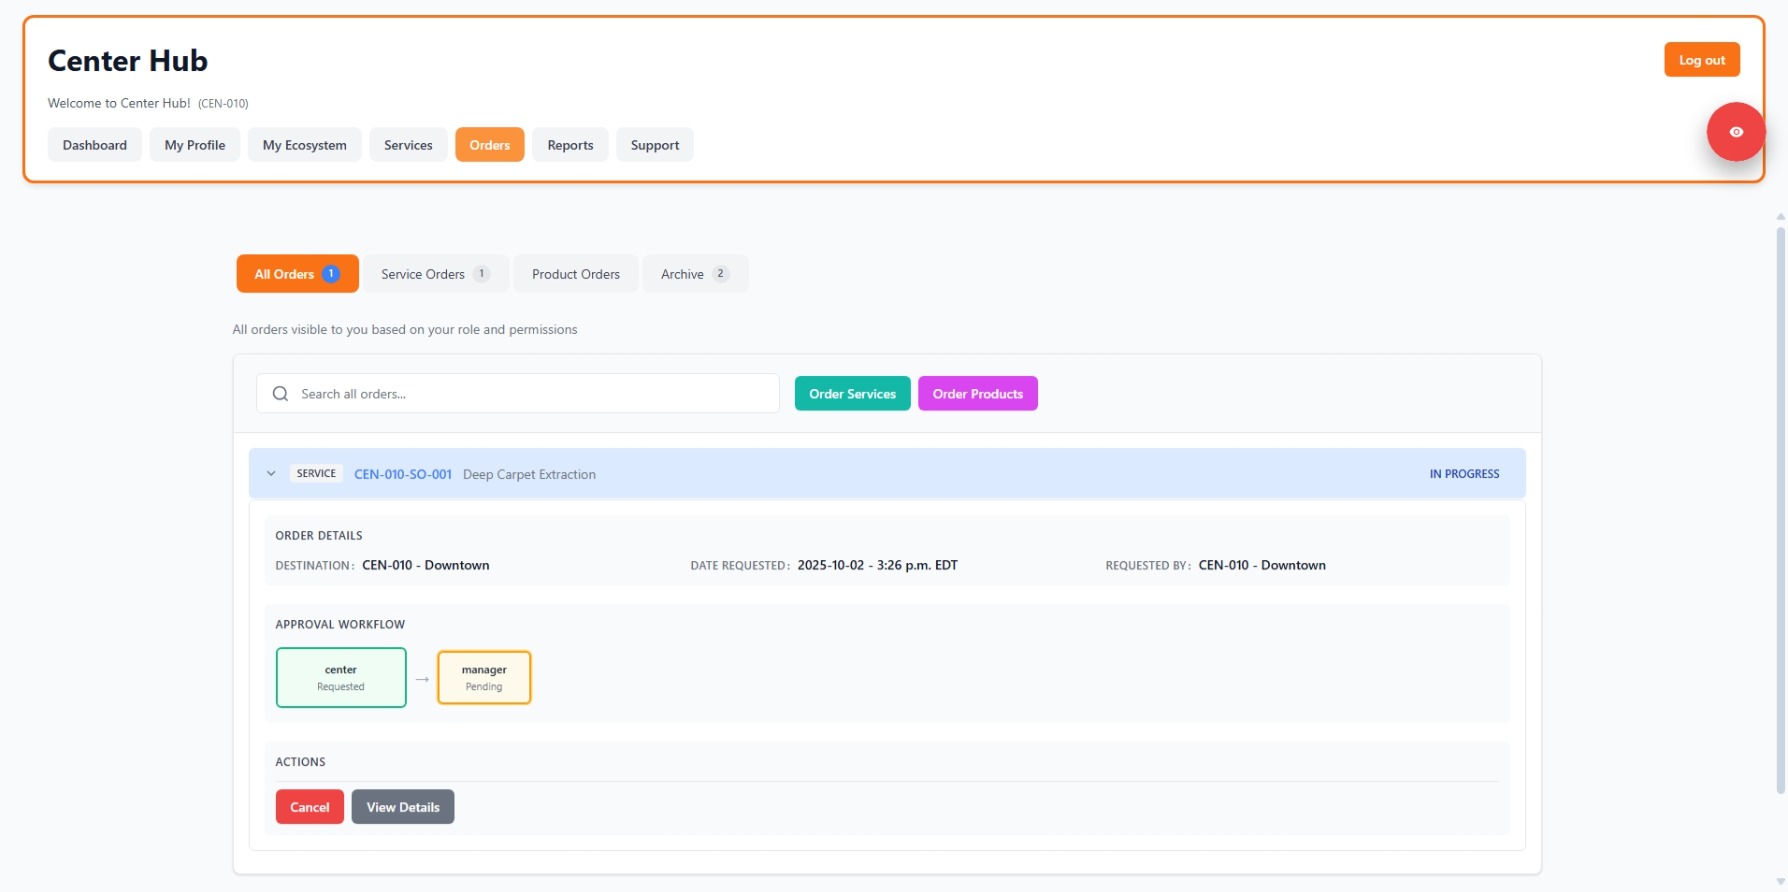 Center Hub
Log out
Welcome to Center Hub! (CEN-010)
Dashboard My Profile My Ecosystem Services Orders Reports Support
All Orders 1 Service Orders 1 Product Orders Archive 2
All orders visible to you based on your role and permissions
Search all orders... Order Services Order Products
SERVICE CEN-010-SO-001 Deep Carpet Extraction IN PROGRESS
ORDER DETAILS
DESTINATION: CEN-010 - Downtown DATE REQUESTED: 2025-10-02 - 3:26 p.m. EDT REQUESTED BY: CEN-010 - Downtown
APPROVAL WORKFLOW
center → manager
Requested Pending
ACTIONS
Cancel View Details